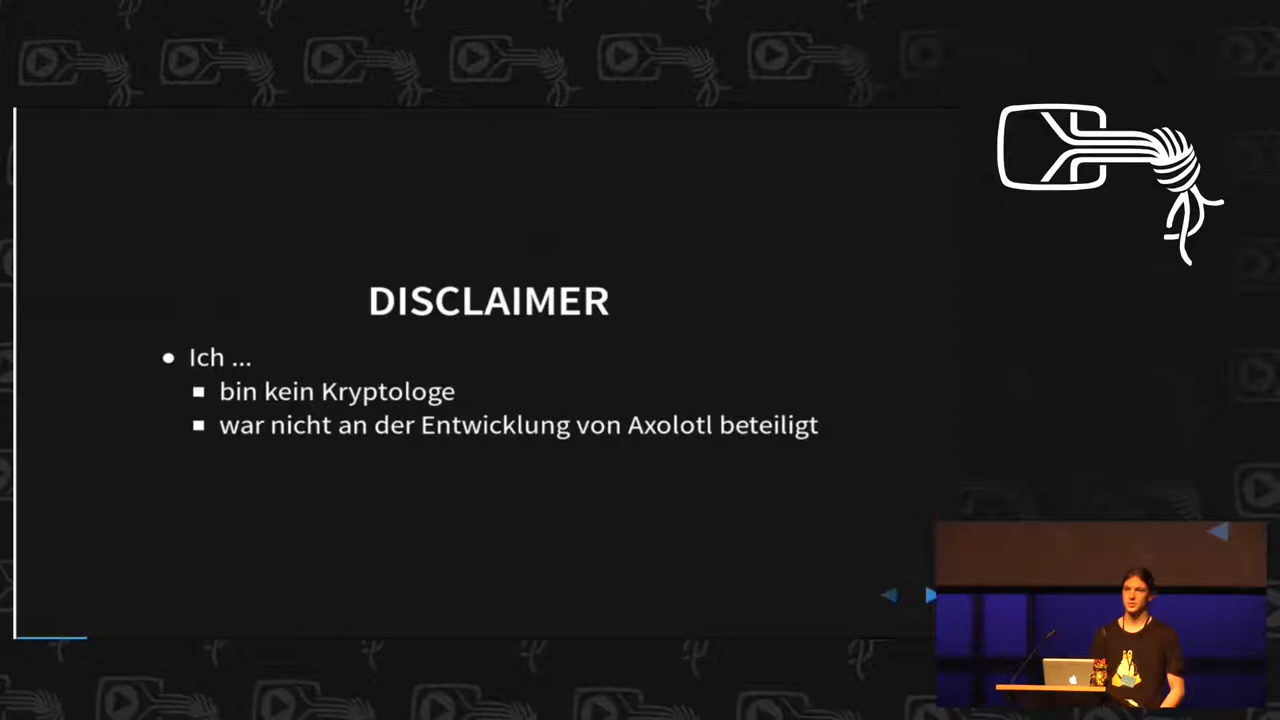 DISCLAIMER
Ich ...
bin kein Kryptologe
war nicht an der Entwicklung von Axolotl beteiligt